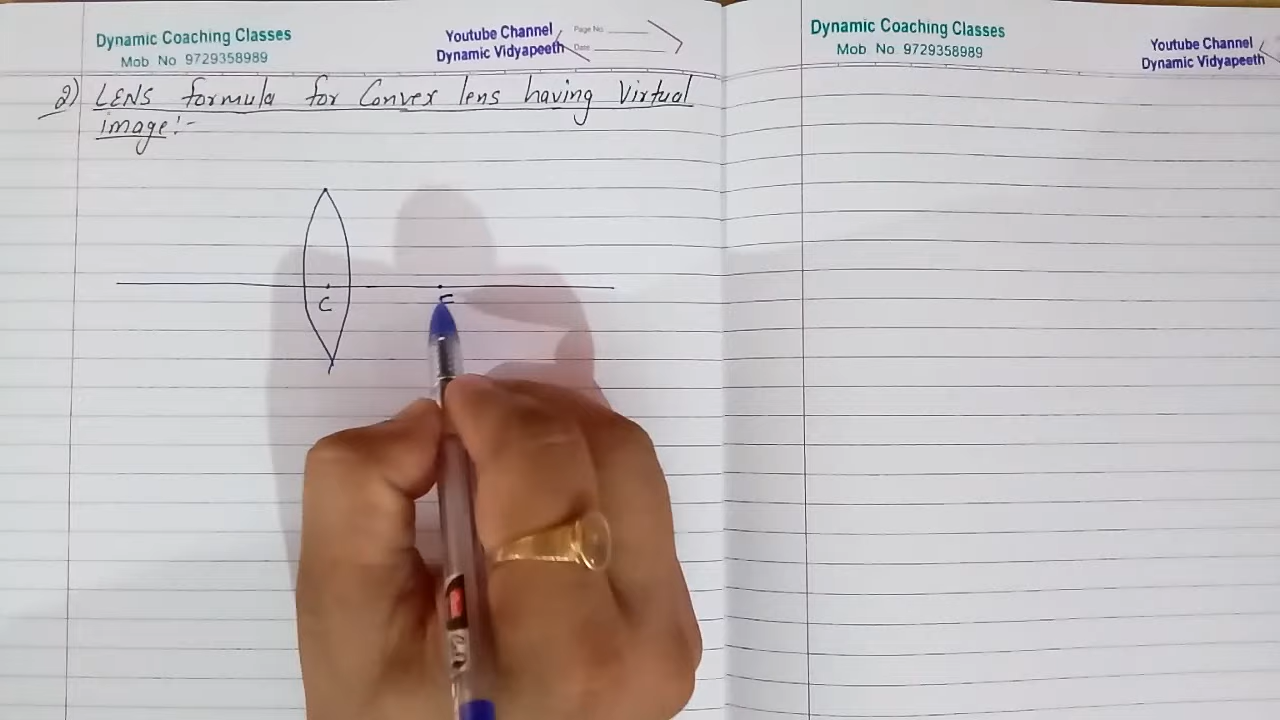 Dynamic Coaching Classes
Mob No 9729358989
Youtube Channel
Dynamic Vidyapeeth
Page No
Date
Dynamic Coaching Classes
Mob No 9729358989
Youtube Channel
Dynamic Vidyapeeth
2) LENS formula for Convex lens having Virtual
image:-
C
F